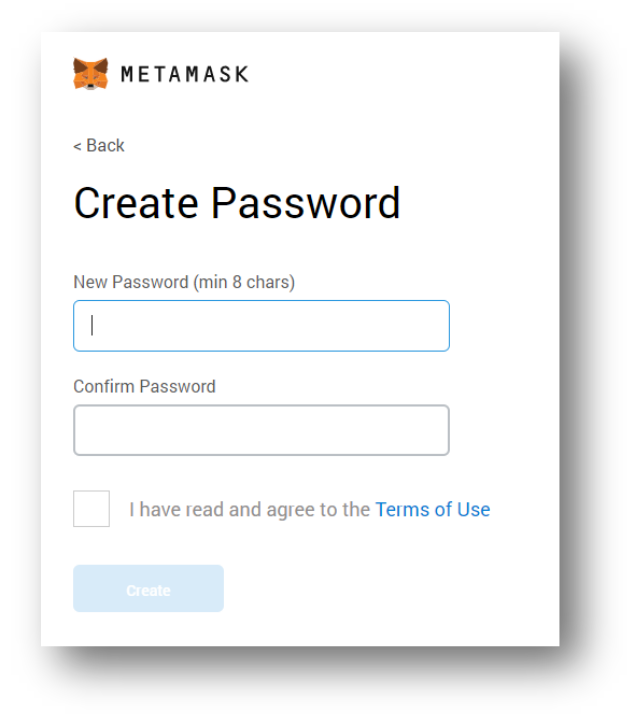 METAMASK
< Back
Create Password
New Password (min 8 chars)
Confirm Password
I have read and agree to the Terms of Use
Create